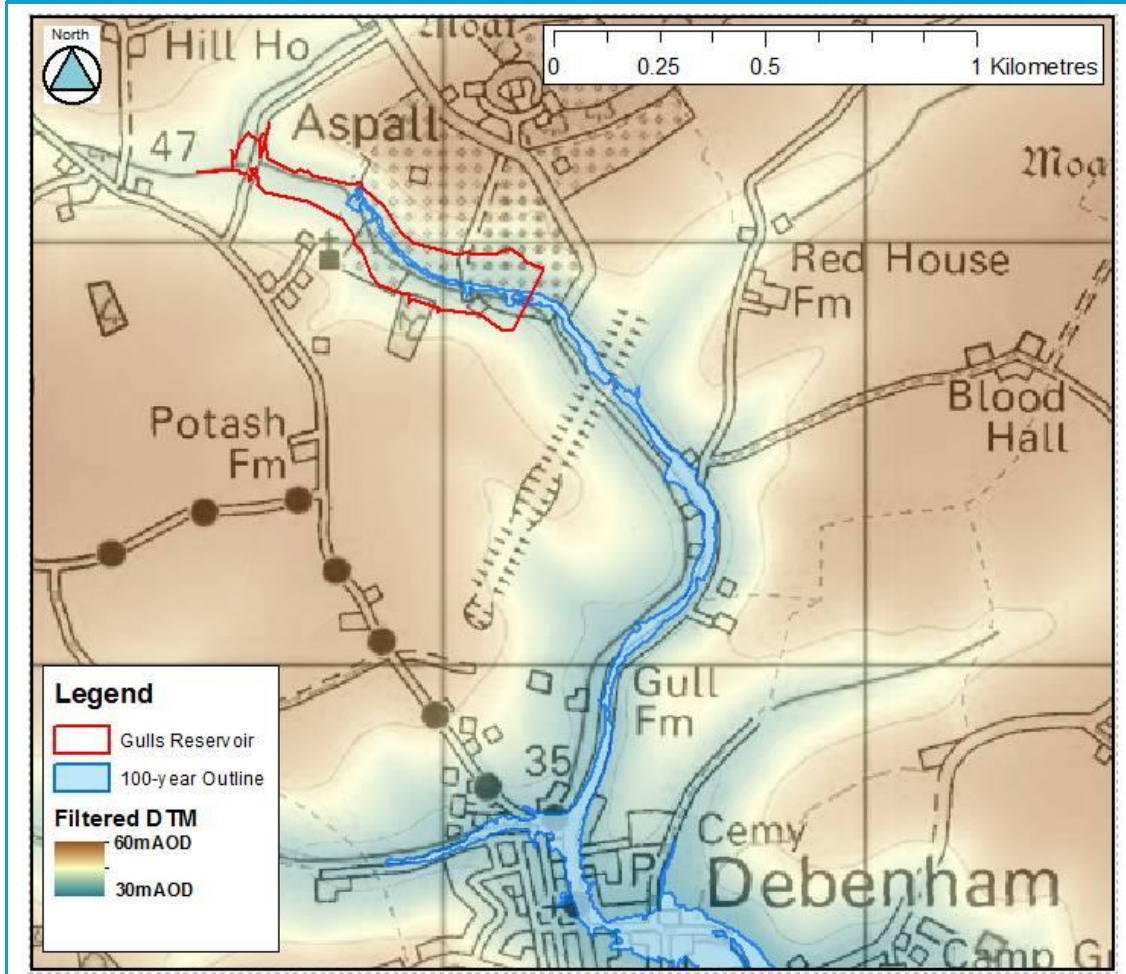 North
Hill Ho
Moat
0 0.25 0.5 1 Kilometres
Aspall
47
Moa
Red House
Fm
Blood
Hall
Potash
Fm
Gull
Fm
35
Cemy
P
Debenham
Camp G
Legend
Gulls Reservoir
100-year Outline
Filtered DTM
60mAOD
30mAOD